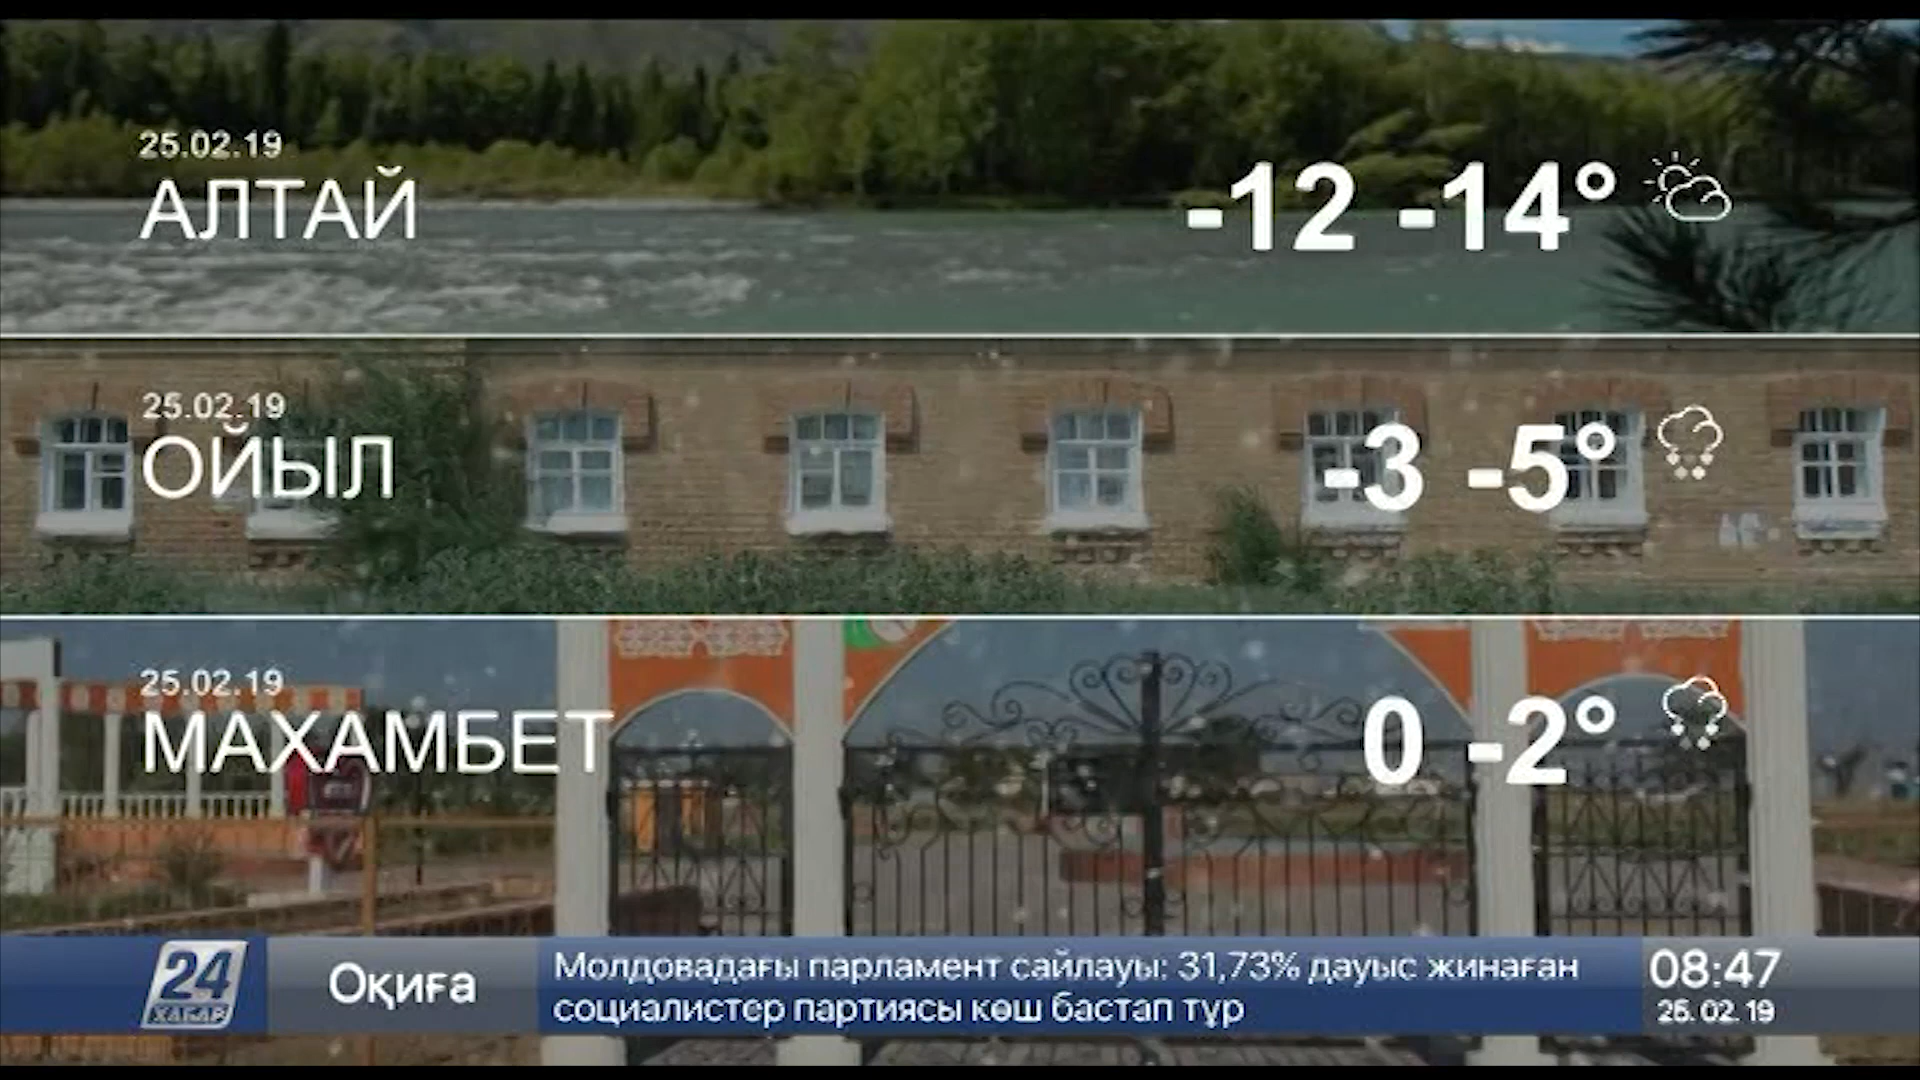 25.02.19
АЛТАЙ
-12 -14°
25.02.19
ОЙЫЛ
-3 -5°
25.02.19
МАХАМБЕТ
0 -2°
24
ХАБАР
Оқиға
Молдовадағы парламент сайлауы: 31,73% дауыс жинаған
социалистер партиясы көш бастап тұр
08:47
25.02.19